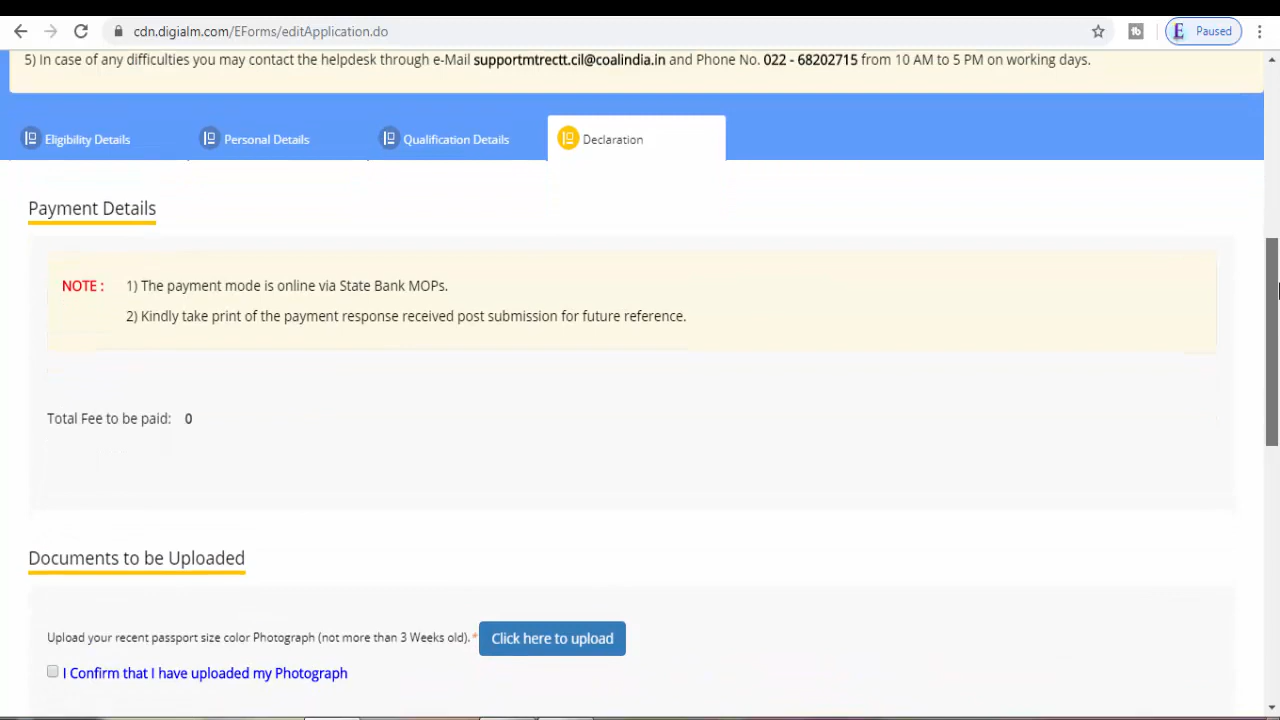 cdn.digialm.com/EForms/editApplication.do
Paused
5) In case of any difficulties you may contact the helpdesk through e-Mail supportmtrectt.cil@coalindia.in and Phone No. 022 - 68202715 from 10 AM to 5 PM on working days.
Eligibility Details
Personal Details
Qualification Details
Declaration
Payment Details
NOTE : 1) The payment mode is online via State Bank MOPs.
2) Kindly take print of the payment response received post submission for future reference.
Total Fee to be paid: 0
Documents to be Uploaded
Upload your recent passport size color Photograph (not more than 3 Weeks old).* Click here to upload
I Confirm that I have uploaded my Photograph